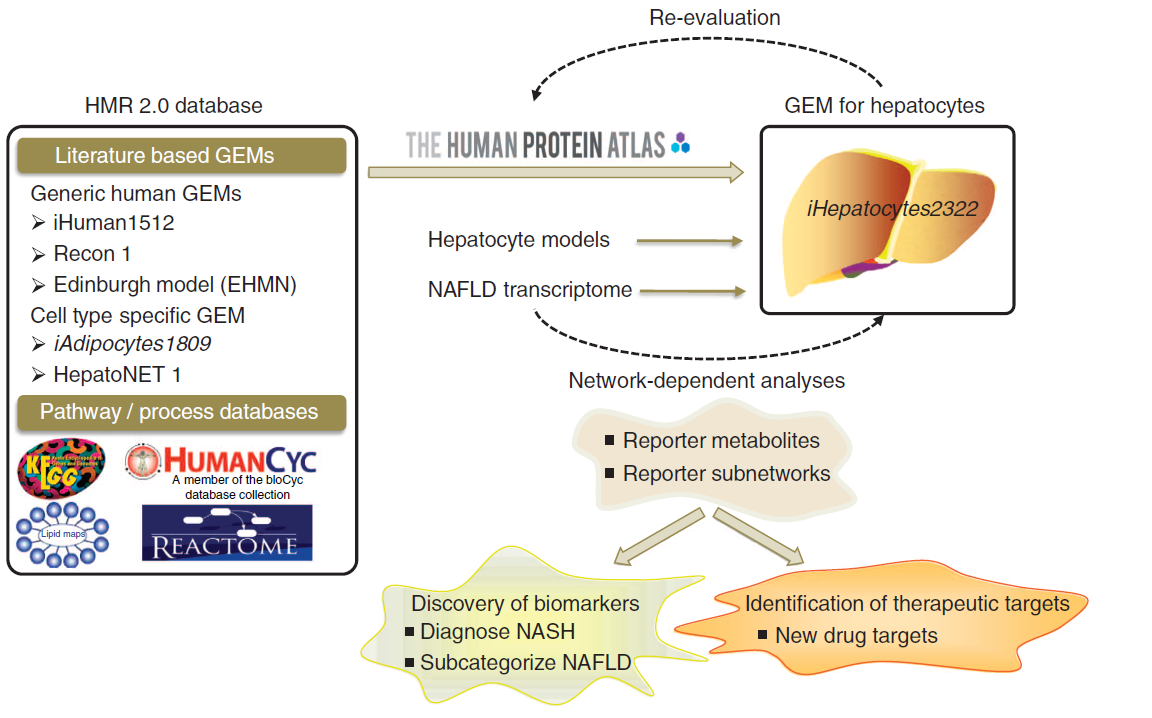 Re-evaluation
HMR 2.0 database
Literature based GEMs
Generic human GEMs
➢ iHuman1512
➢ Recon 1
➢ Edinburgh model (EHMN)
Cell type specific GEM
➢ iAdipocytes1809
➢ HepatoNET 1
Pathway / process databases
KEGG
HUMANCYC
A member of the bloCyc
database collection
Lipid maps
REACTOME
THE HUMAN PROTEIN ATLAS
Hepatocyte models
NAFLD transcriptome
GEM for hepatocytes
iHepatocytes2322
Network-dependent analyses
▪ Reporter metabolites
▪ Reporter subnetworks
Discovery of biomarkers
▪ Diagnose NASH
▪ Subcategorize NAFLD
Identification of therapeutic targets
▪ New drug targets